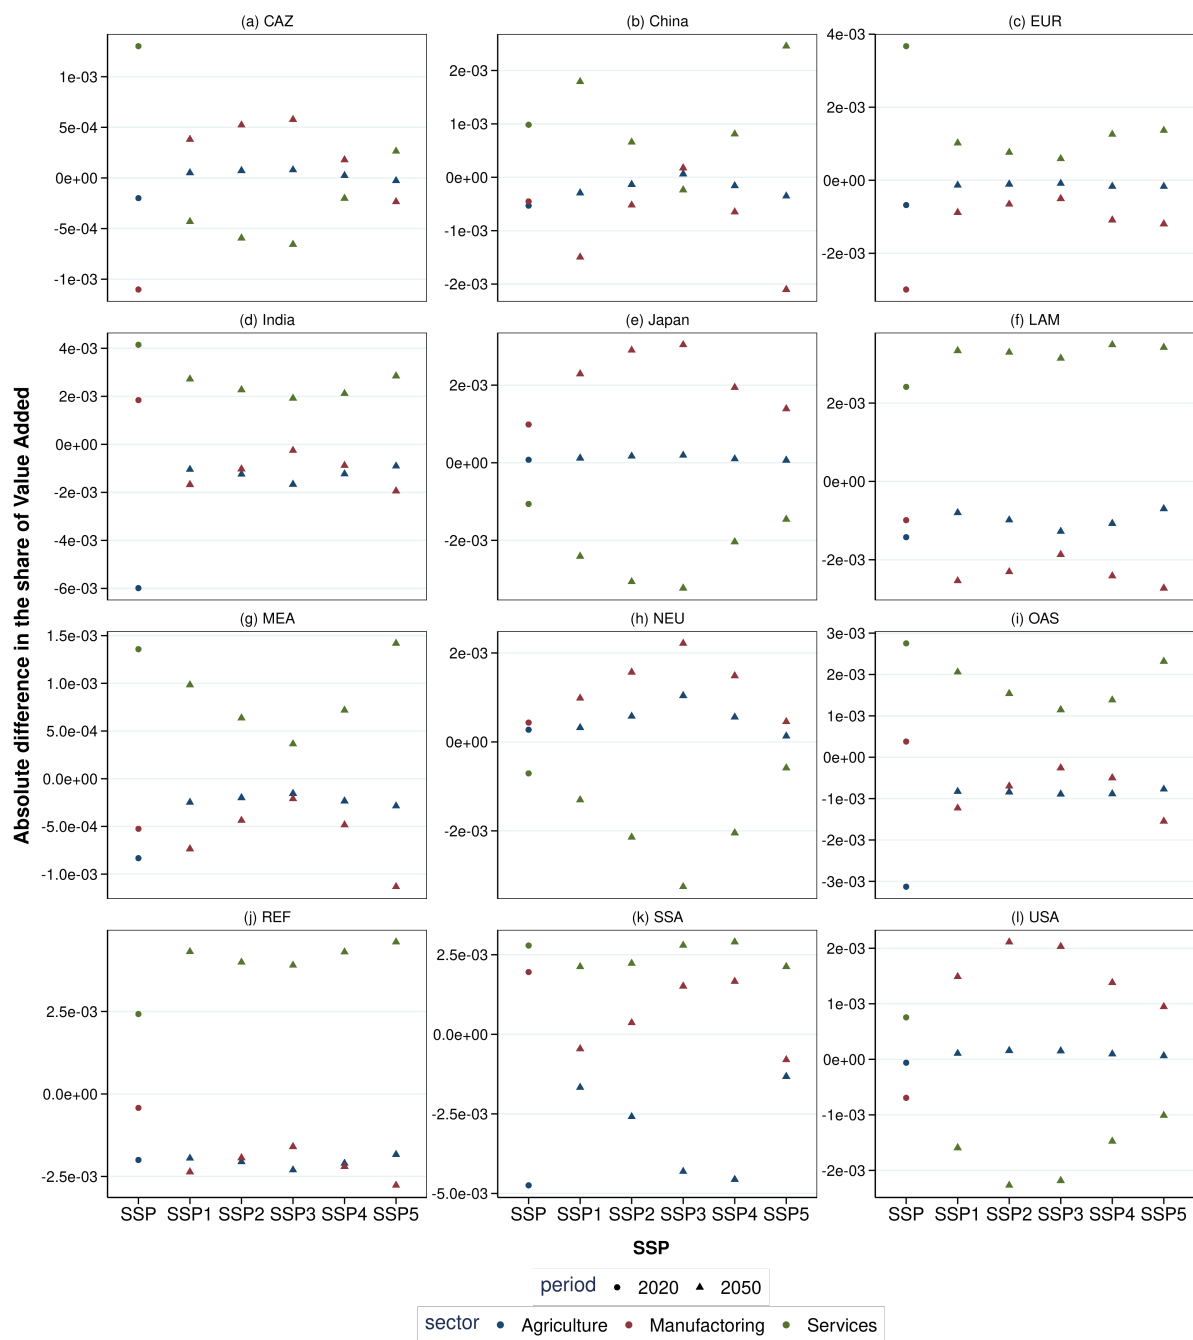 (a) CAZ
(b) China
(c) EUR
1e-03
5e-04
0e+00
-5e-04
-1e-03
2e-03
1e-03
0e+00
-1e-03
-2e-03
4e-03
2e-03
0e+00
-2e-03
(d) India
(e) Japan
(f) LAM
4e-03
2e-03
0e+00
-2e-03
-4e-03
-6e-03
2e-03
0e+00
-2e-03
2e-03
0e+00
-2e-03
Absolute difference in the share of Value Added
(g) MEA
(h) NEU
(i) OAS
1.5e-03
1.0e-03
5.0e-04
0.0e+00
-5.0e-04
-1.0e-03
2e-03
0e+00
-2e-03
3e-03
2e-03
1e-03
0e+00
-1e-03
-2e-03
-3e-03
(j) REF
(k) SSA
(l) USA
2.5e-03
0.0e+00
-2.5e-03
2.5e-03
0.0e+00
-2.5e-03
-5.0e-03
2e-03
1e-03
0e+00
-1e-03
-2e-03
SSP SSP1 SSP2 SSP3 SSP4 SSP5
SSP SSP1 SSP2 SSP3 SSP4 SSP5
SSP SSP1 SSP2 SSP3 SSP4 SSP5
SSP
period 2020 2050
sector Agriculture Manufactoring Services